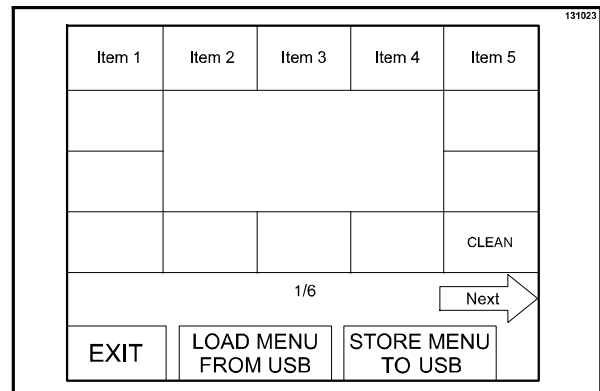 131023
Item 1
Item 2
Item 3
Item 4
Item 5
CLEAN
1/6
Next
EXIT
LOAD MENU
FROM USB
STORE MENU
TO USB